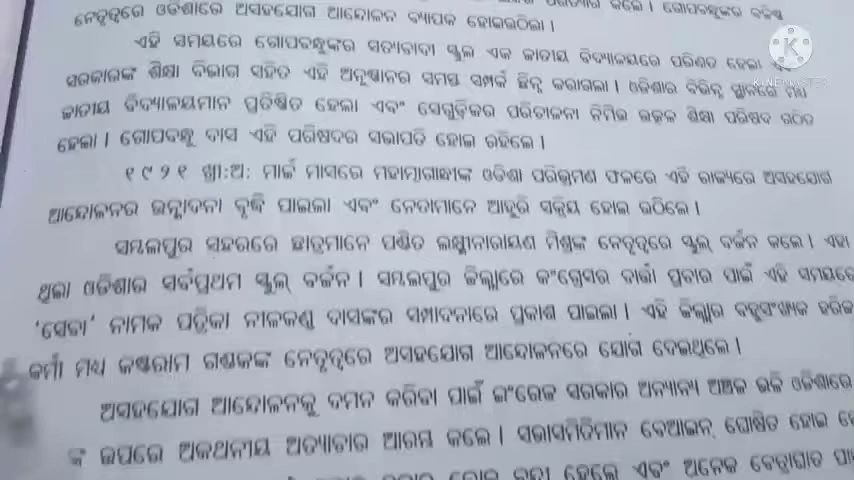 ନେତୃତ୍ୱରେ ଓଡିଶାରେ ଅସହଯୋଗ ଆନ୍ଦୋଳନ ବ୍ୟାପକ ହୋଇଉଠିଲା ।
ଏହି ସମୟରେ ଗୋପବନ୍ଧୁଙ୍କର ସତ୍ୟବାଦୀ ସ୍କୁଲ ଏକ ଜାତୀୟ ବିଦ୍ୟାଳୟରେ ପରିଣତ ହେଲା
ସରକାରଙ୍କ ଶିକ୍ଷା ବିଭାଗ ସହିତ ଏହି ଅନୁଷ୍ଠାନର ସମସ୍ତ ସମ୍ପର୍କ ଛିନ୍ନ କରାଗଲା । ଓଡିଶାର ବିଭିନ୍ନ ସ୍ଥାନରେ ମଧ୍ୟ
ଜାତୀୟ ବିଦ୍ୟାଳୟମାନ ପ୍ରତିଷ୍ଠିତ ହେଲା ଏବଂ ସେଗୁଡ଼ିକର ପରିଚାଳନା ନିମିଭ ଉତ୍କଳ ଶିକ୍ଷା ପରିଷଦ ଗଠିତ
ହେଲା । ଗୋପବନ୍ଧୁ ଦାସ ଏହି ପରିଷଦର ସଭାପତି ହୋଇ ରହିଲେ ।
୧୯୨୧ ଖ୍ରୀ:ଅ: ମାର୍ଚ୍ଚ ମାସରେ ମହାତ୍ମାଗାନ୍ଧୀଙ୍କ ଓଡିଶା ପରିଭ୍ରମଣ ଫଳରେ ଏହି ରାଜ୍ୟରେ ଅସହଯୋଗ
ଆନ୍ଦୋଳନର ଉନ୍ମାଦନା ବୃଦ୍ଧି ପାଇଲା ଏବଂ ନେତାମାନେ ଆହୁରି ସକ୍ରିୟ ହୋଇ ଉଠିଲେ ।
ସମ୍ବଲପୁର ସହରରେ ଛାତ୍ରମାନେ ପଣ୍ଡିତ ଲକ୍ଷ୍ମୀନାରାୟଣ ମିଶ୍ରଙ୍କ ନେତୃତ୍ୱରେ ସ୍କୁଲ୍ ବର୍ଜନ କଲେ । ଏହା
ଥିଲା ଓଡିଶାର ସର୍ବପ୍ରଥମ ସ୍କୁଲ୍ ବର୍ଜନ । ସମ୍ବଲପୁର ଜିଲ୍ଲାରେ କଂଗ୍ରେସର ବାର୍ତ୍ତା ପ୍ରଚାର ପାଇଁ ଏହି ସମୟରେ
‘ସେବା’ ନାମକ ପତ୍ରିକା ନୀଳକଣ୍ଠ ଦାସଙ୍କର ସମ୍ପାଦନାରେ ପ୍ରକାଶ ପାଇଲା । ଏହି ଜିଲ୍ଲାର ବହୁସଂଖ୍ୟକ
କର୍ମୀ ମଧ୍ୟ ଗଣ୍ଡକଙ୍କ ନେତୃତ୍ୱରେ ଅସହଯୋଗ ଆନ୍ଦୋଳନରେ ଯୋଗ ଦେଇଥିଲେ ।
ଅସହଯୋଗ ଆନ୍ଦୋଳନକୁ ଦମନ କରିବା ପାଇଁ ଇଂରେଜ ସରକାର ଅନ୍ୟାନ୍ୟ ଅଞ୍ଚଳ ଭଳି ଓଡିଶାରେ
ଙ୍କ ଉପରେ ଅକଥନୀୟ ଅତ୍ୟାଚାର ଆରମ୍ଭ କଲେ । ସଭାସମିତିମାନ ବେଆଇନ୍ ଘୋଷିତ ହୋଇ
ହେଲେ ଏବଂ ଅନେକ ବେତ୍ରାଘାତ